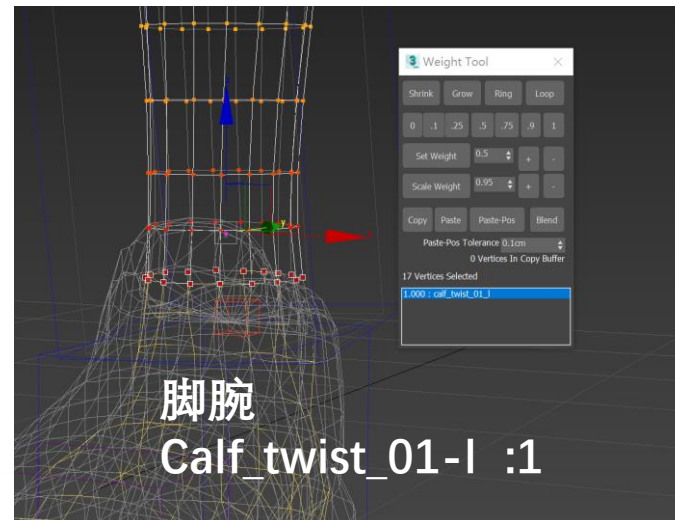 3 Weight Tool
Shrink Grow Ring Loop
0 .1 .25 .5 .75 .9 1
Set Weight 0.5 + -
Scale Weight 0.95 + -
Copy Paste Paste-Pos Blend
Paste-Pos Tolerance 0.1cm
0 Vertices In Copy Buffer
17 Vertices Selected
1.000 : calf_twist_01_l
脚腕
Calf_twist_01-l :1